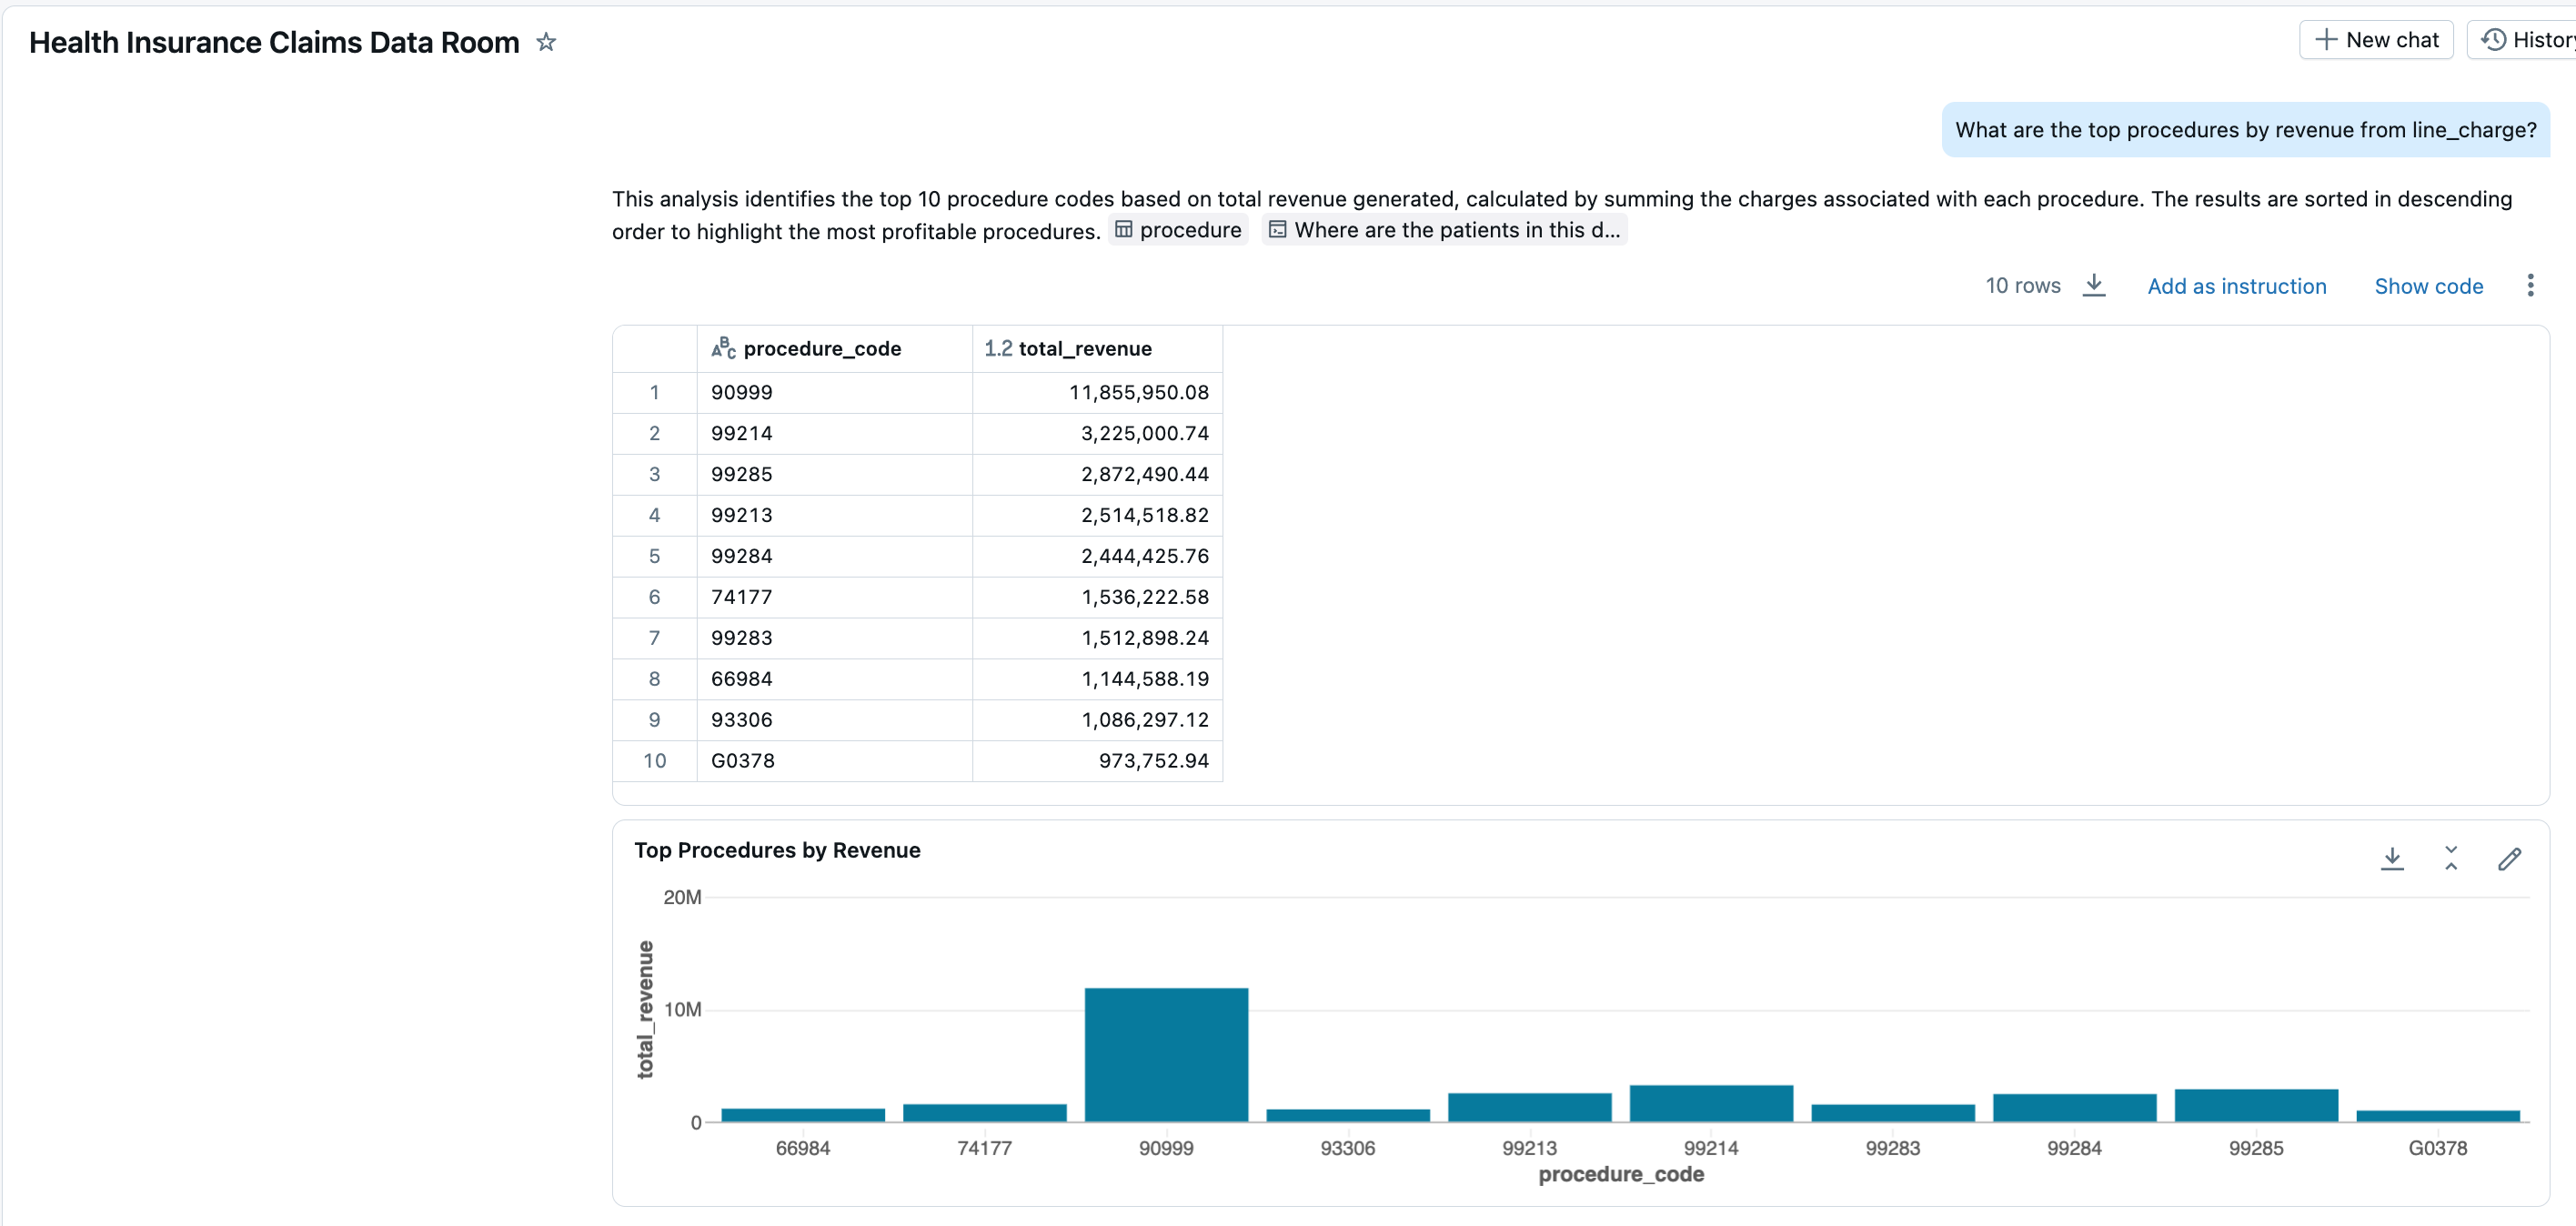 Health Insurance Claims Data Room
New chat
History
What are the top procedures by revenue from line_charge?
This analysis identifies the top 10 procedure codes based on total revenue generated, calculated by summing the charges associated with each procedure. The results are sorted in descending
order to highlight the most profitable procedures. procedure Where are the patients in this d...
10 rows Add as instruction Show code
ABC procedure_code 1.2 total_revenue
1 90999 11,855,950.08
2 99214 3,225,000.74
3 99285 2,872,490.44
4 99213 2,514,518.82
5 99284 2,444,425.76
6 74177 1,536,222.58
7 99283 1,512,898.24
8 66984 1,144,588.19
9 93306 1,086,297.12
10 G0378 973,752.94
Top Procedures by Revenue
20M
10M
0
total_revenue
66984 74177 90999 93306 99213 99214 99283 99284 99285 G0378
procedure_code